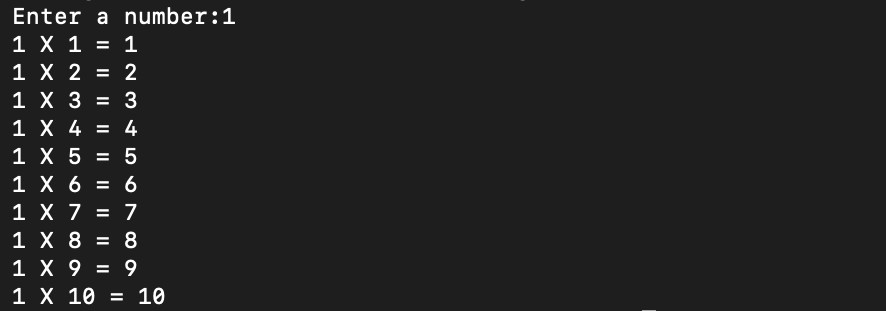 Enter a number:1
1 X 1 = 1
1 X 2 = 2
1 X 3 = 3
1 X 4 = 4
1 X 5 = 5
1 X 6 = 6
1 X 7 = 7
1 X 8 = 8
1 X 9 = 9
1 X 10 = 10